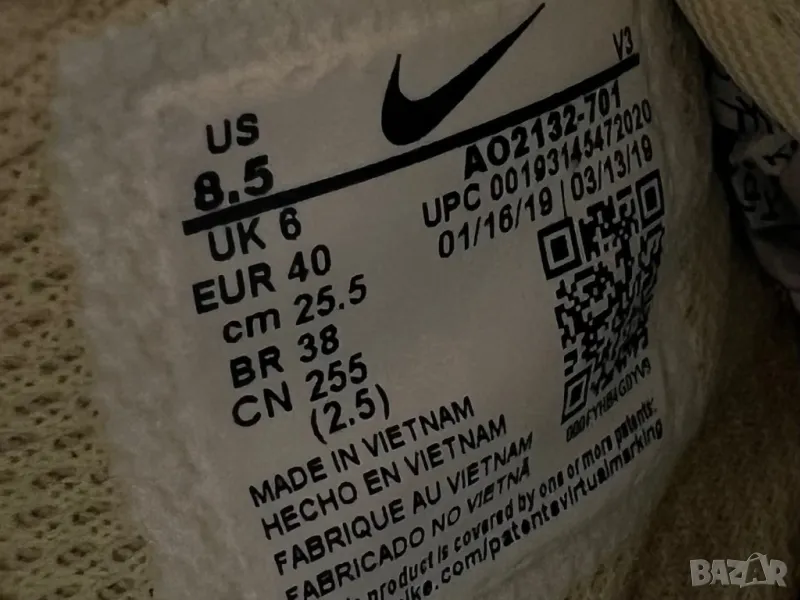 V3
US
8.5
AO2132-701
UPC 00193145472020
01/16/19 | 03/13/19
UK 6
EUR 40
cm 25.5
BR 38
CN 255
(2.5)
MADE IN VIETNAM
HECHO EN VIETNAM
FABRIQUE AU VIETNAM
FABRICADO NO VIETNÃ
product is covered by one or more patents:
.com/patentsvirtualmarking
BAZAR